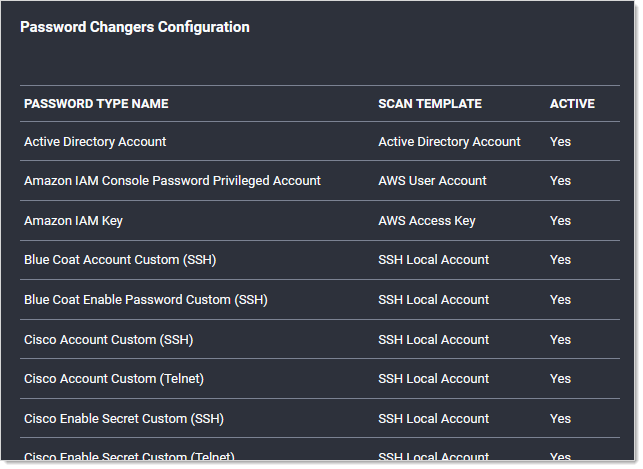 Password Changers Configuration
PASSWORD TYPE NAME SCAN TEMPLATE ACTIVE
Active Directory Account Active Directory Account Yes
Amazon IAM Console Password Privileged Account AWS User Account Yes
Amazon IAM Key AWS Access Key Yes
Blue Coat Account Custom (SSH) SSH Local Account Yes
Blue Coat Enable Password Custom (SSH) SSH Local Account Yes
Cisco Account Custom (SSH) SSH Local Account Yes
Cisco Account Custom (Telnet) SSH Local Account Yes
Cisco Enable Secret Custom (SSH) SSH Local Account Yes
Cisco Enable Secret Custom (Telnet) SSH Local Account Yes